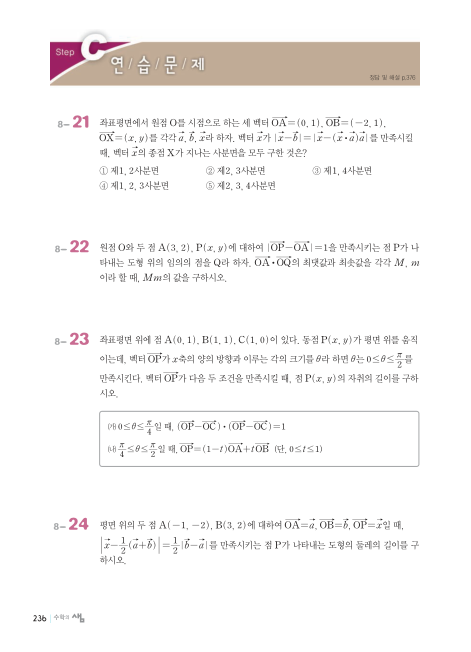 Step C 연/습/문/제
정답 및 해설 p.376
8- 21 좌표평면에서 원점 O를 시점으로 하는 세 벡터 $\overrightarrow{OA}=(0, 1)$, $\overrightarrow{OB}=(-2, 1)$,
$\overrightarrow{OX}=(x, y)$를 각각 $\vec{a}$, $\vec{b}$, $\vec{x}$라 하자. 벡터 $\vec{x}$가 $|\vec{x}-\vec{b}|=|\vec{x}-(\vec{x}\cdot\vec{a})\vec{a}|$를 만족시킬
때, 벡터 $\vec{x}$의 종점 X가 지나는 사분면을 모두 구한 것은?
① 제1, 2사분면 ② 제2, 3사분면 ③ 제1, 4사분면
④ 제1, 2, 3사분면 ⑤ 제2, 3, 4사분면
8- 22 원점 O와 두 점 A(3, 2), P(x, y)에 대하여 $|\overrightarrow{OP}-\overrightarrow{OA}|=1$을 만족시키는 점 P가 나
타내는 도형 위의 임의의 점을 Q라 하자. $\overrightarrow{OA}\cdot\overrightarrow{OQ}$의 최댓값과 최솟값을 각각 M, m
이라 할 때, Mm의 값을 구하시오.
8- 23 좌표평면 위에 점 A(0, 1), B(1, 1), C(1, 0)이 있다. 동점 P(x, y)가 평면 위를 움직
이는데, 벡터 $\overrightarrow{OP}$가 x축의 양의 방향과 이루는 각의 크기를 θ라 하면 θ는 $0\le\theta\le\frac{\pi}{2}$를
만족시킨다. 벡터 $\overrightarrow{OP}$가 다음 두 조건을 만족시킬 때, 점 P(x, y)의 자취의 길이를 구하
시오.
㈎ $0\le\theta\le\frac{\pi}{4}$일 때, $(\overrightarrow{OP}-\overrightarrow{OC})\cdot(\overrightarrow{OP}-\overrightarrow{OC})=1$
㈏ $\frac{\pi}{4}\le\theta\le\frac{\pi}{2}$일 때, $\overrightarrow{OP}=(1-t)\overrightarrow{OA}+t\overrightarrow{OB}$ (단, $0\le t\le1$)
8- 24 평면 위의 두 점 A(-1, -2), B(3, 2)에 대하여 $\overrightarrow{OA}=\vec{a}$, $\overrightarrow{OB}=\vec{b}$, $\overrightarrow{OP}=\vec{x}$일 때,
$\left|\vec{x}-\frac{1}{2}(\vec{a}+\vec{b})\right|=\frac{1}{2}|\vec{b}-\vec{a}|$를 만족시키는 점 P가 나타내는 도형의 둘레의 길이를 구
하시오.
236 수학의 샘